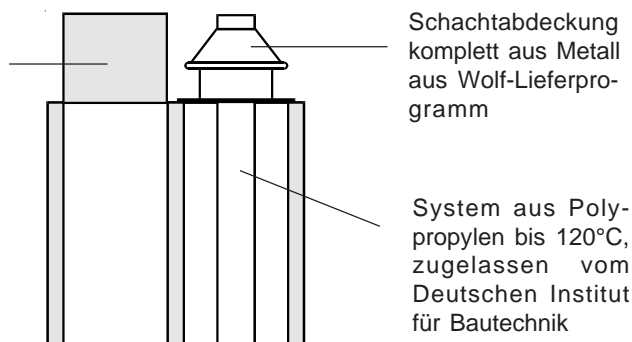 Schachtabdeckung
komplett aus Metall
aus Wolf-Lieferpro-
gramm
System aus Poly-
propylen bis 120°C,
zugelassen vom
Deutschen Institut
für Bautechnik